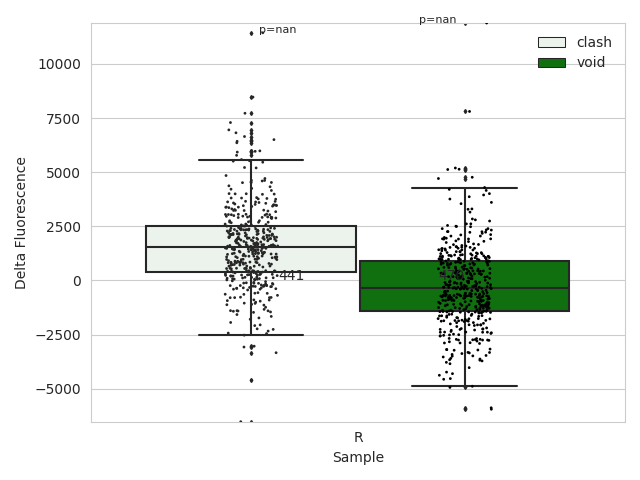 p=nan
p=nan
clash
void
10000
7500
5000
2500
0
−2500
−5000
Delta Fluorescence
441
R
Sample